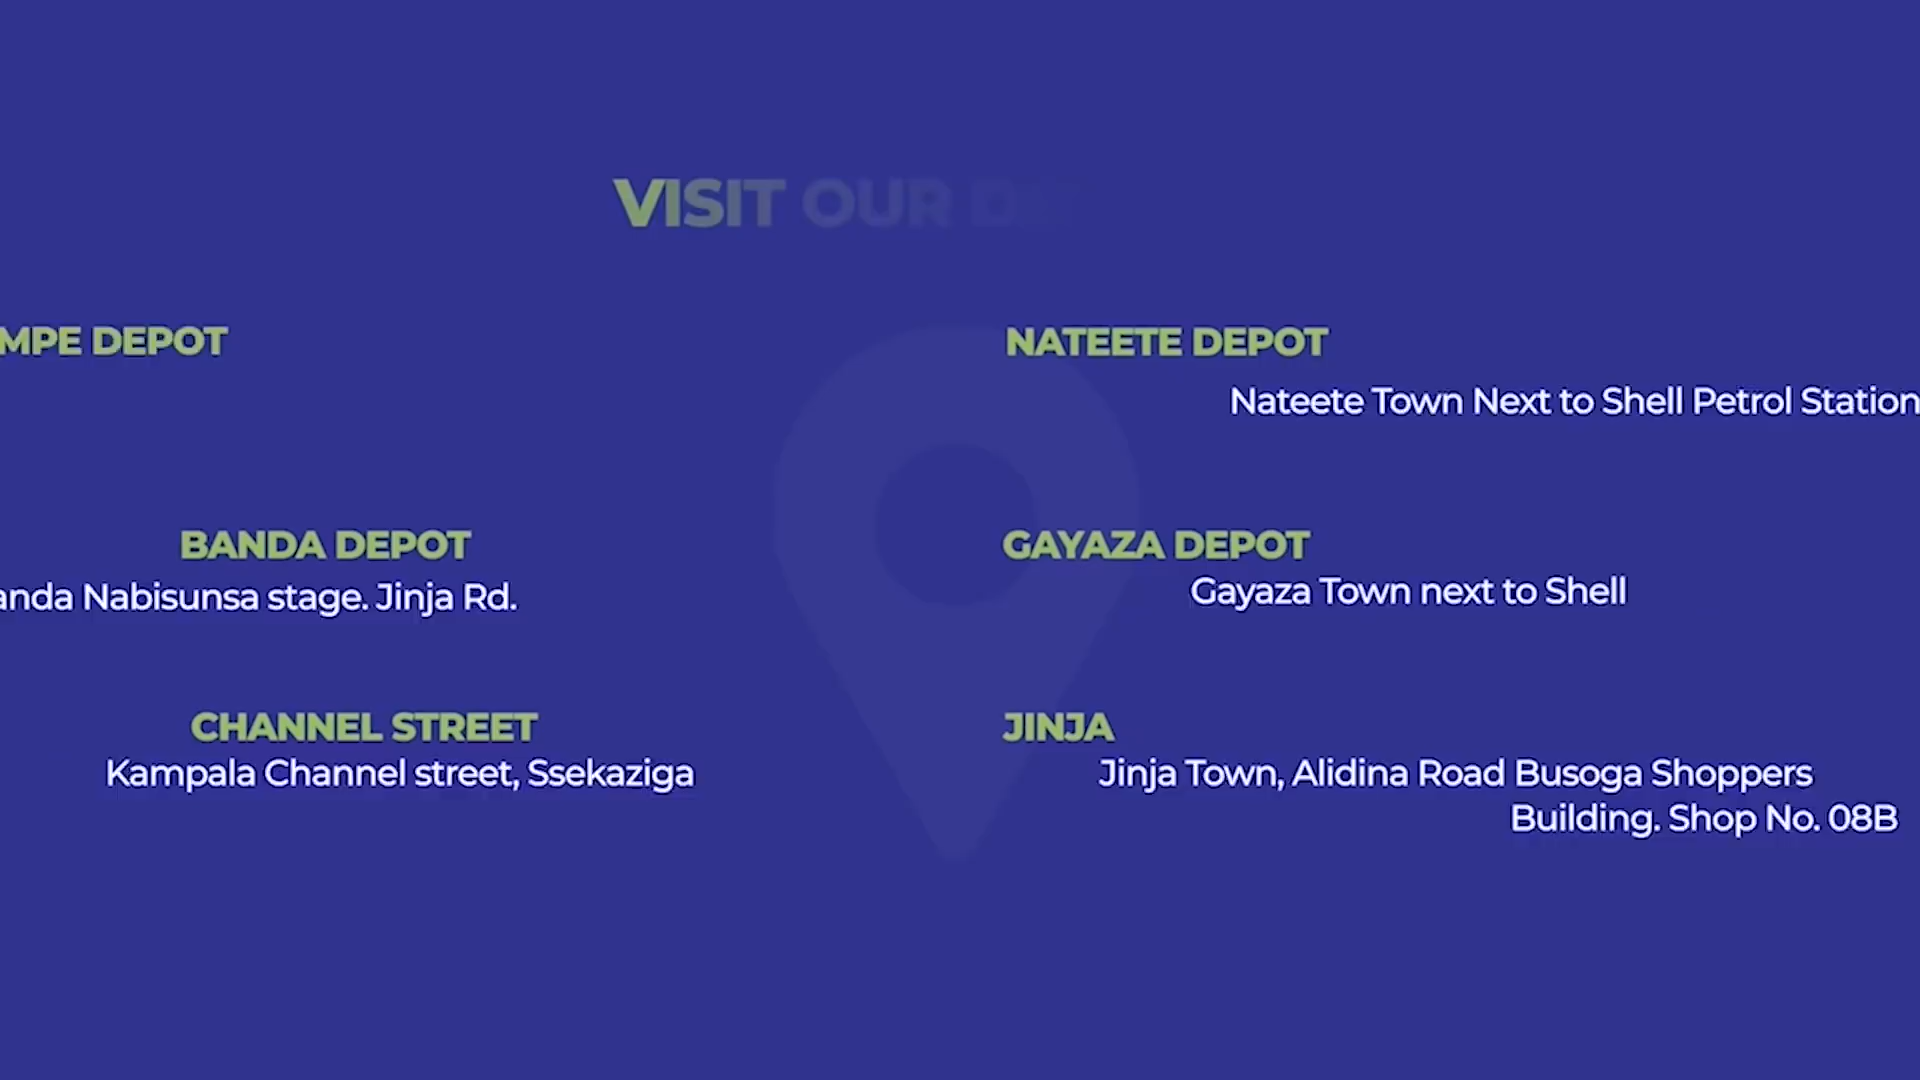 VISIT OUR
MPE DEPOT
NATEETE DEPOT
Nateete Town Next to Shell Petrol Station
BANDA DEPOT
anda Nabisunsa stage. Jinja Rd.
GAYAZA DEPOT
Gayaza Town next to Shell
CHANNEL STREET
Kampala Channel street, Ssekaziga
JINJA
Jinja Town, Alidina Road Busoga Shoppers
Building. Shop No. 08B